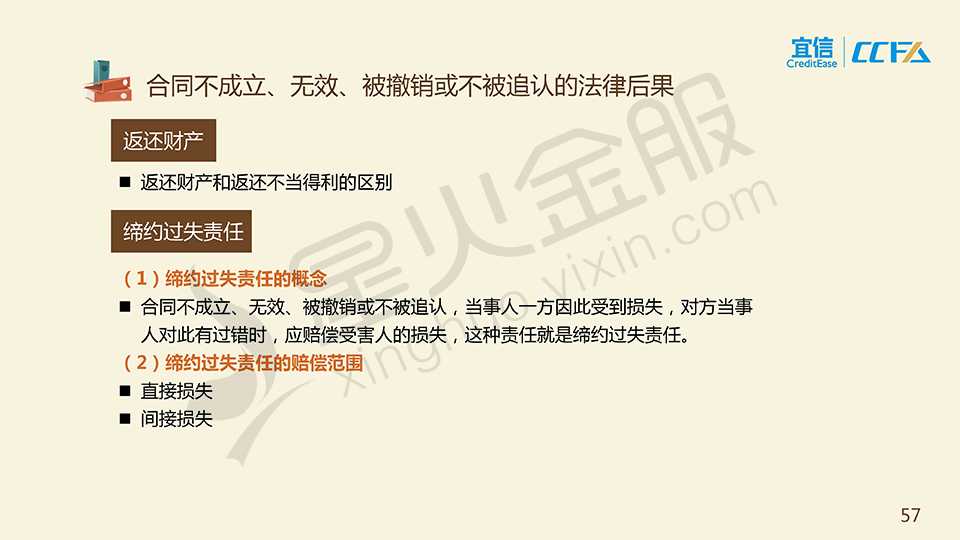 宜信
CreditEase
CCFA
合同不成立、无效、被撤销或不被追认的法律后果
返还财产
■ 返还财产和返还不当得利的区别
缔约过失责任
（1）缔约过失责任的概念
■ 合同不成立、无效、被撤销或不被追认，当事人一方因此受到损失，对方当事
人对此有过错时，应赔偿受害人的损失，这种责任就是缔约过失责任。
（2）缔约过失责任的赔偿范围
■ 直接损失
■ 间接损失
星火金服
xinghuo.yixin.com
57